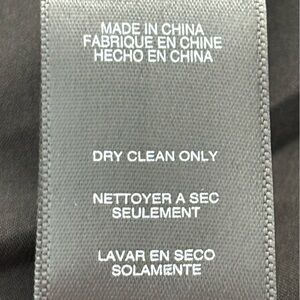 MADE IN CHINA
FABRIQUE EN CHINE
HECHO EN CHINA
DRY CLEAN ONLY
NETTOYER A SEC
SEULEMENT
LAVAR EN SECO
SOLAMENTE